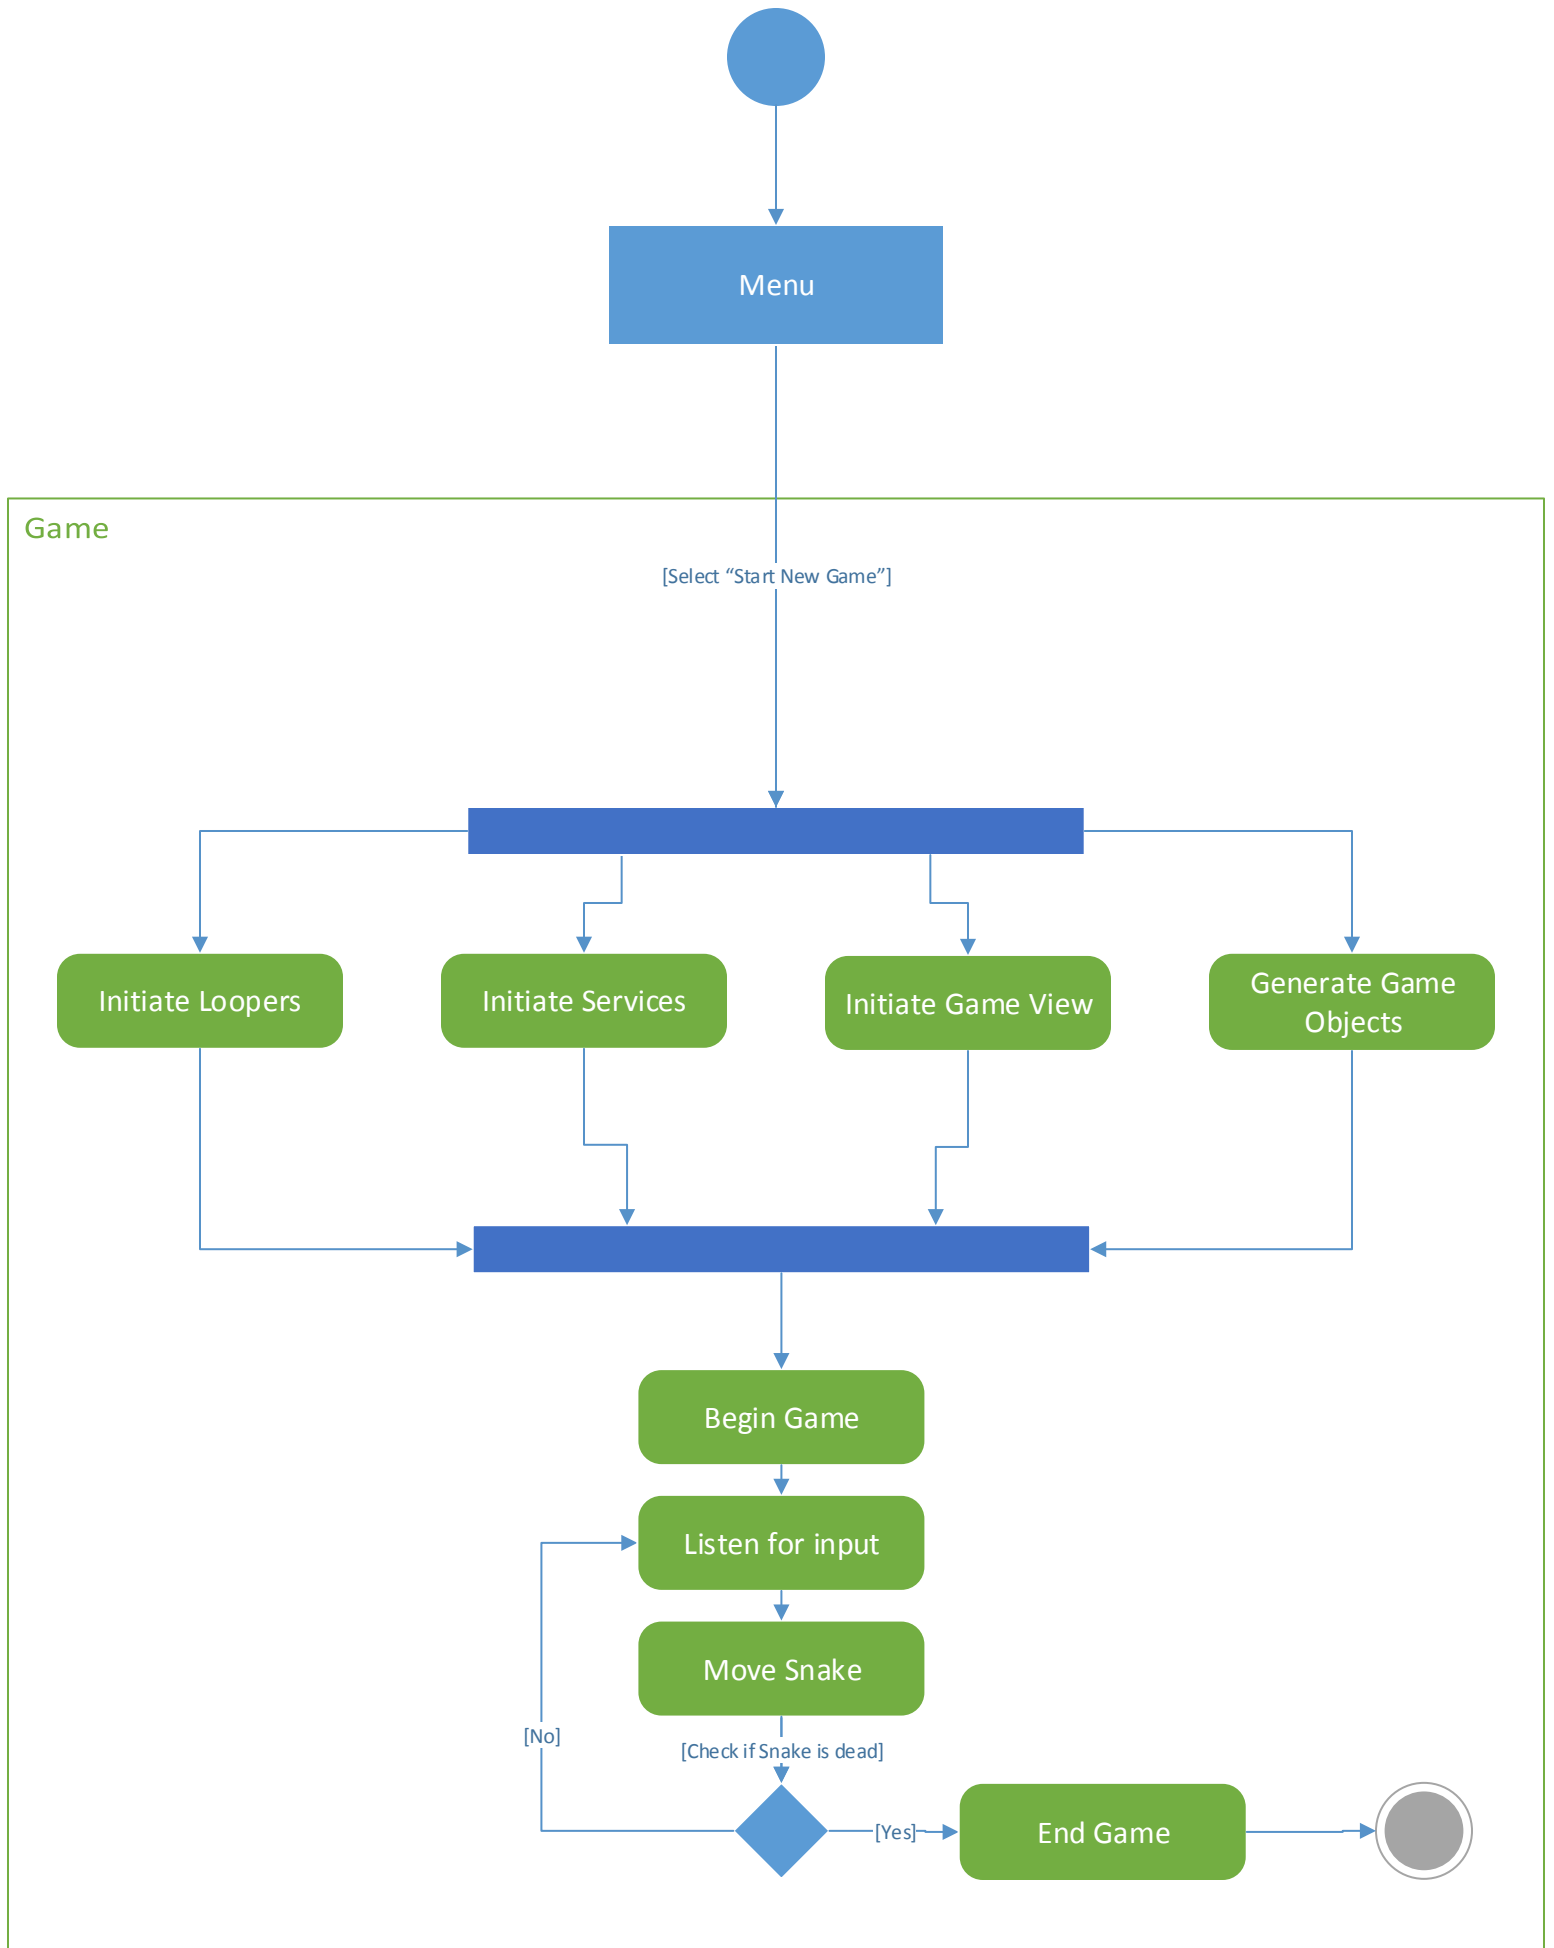 Menu
Game
[Select “Start New Game”]
Initiate Loopers
Initiate Services
Initiate Game View
Generate Game
Objects
Begin Game
Listen for input
Move Snake
[No]
[Check if Snake is dead]
[Yes]
End Game